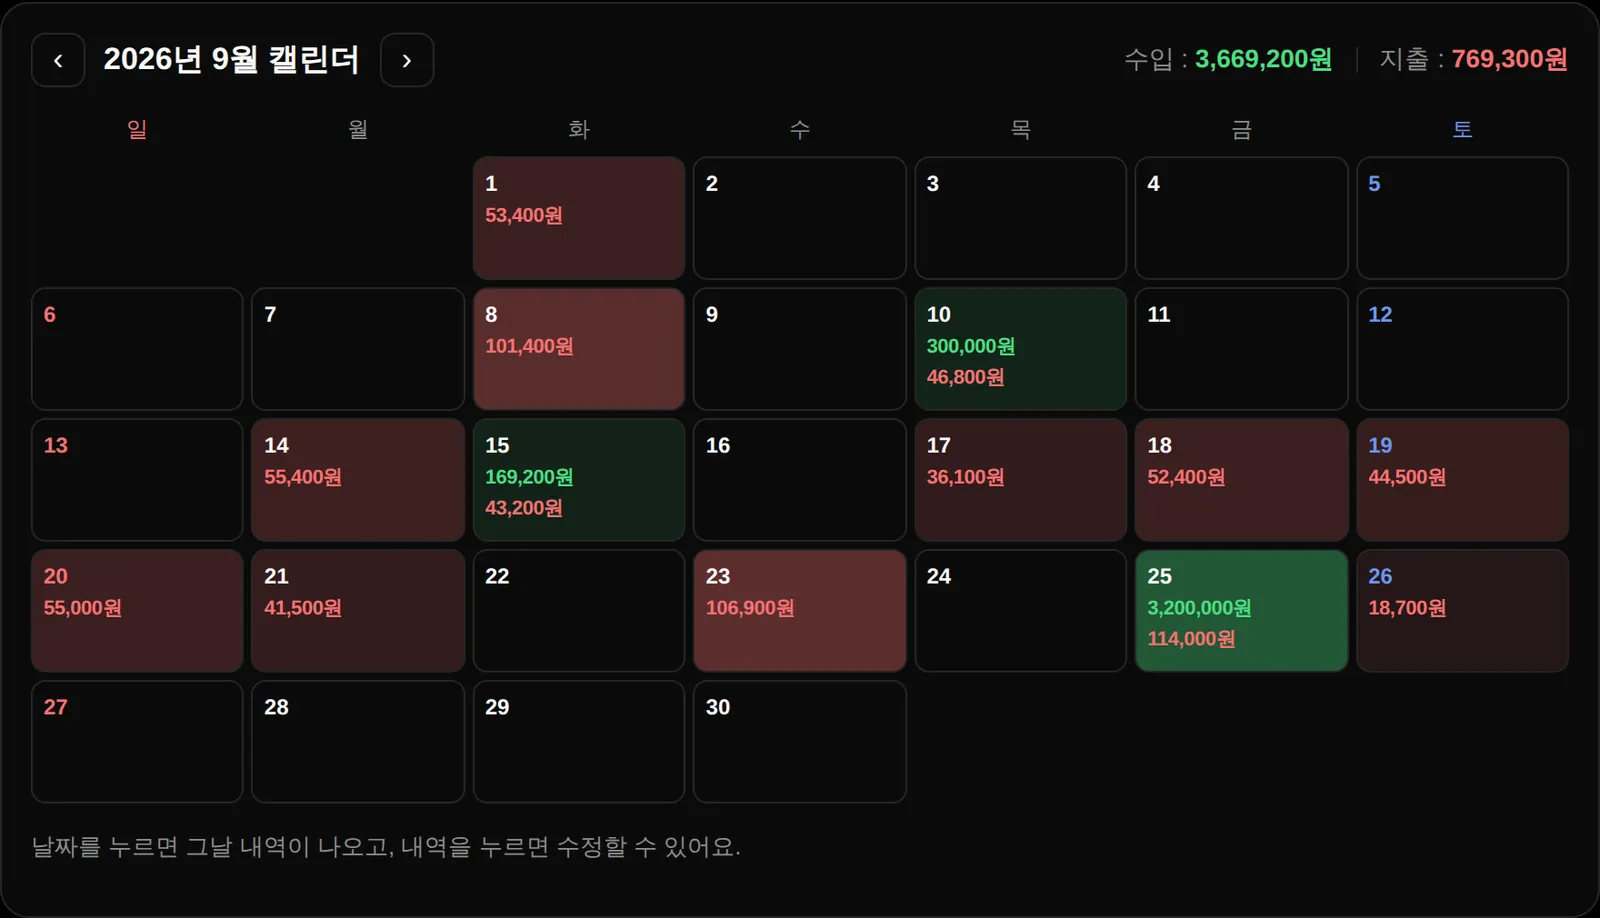 ‹ 2026년 9월 캘린더 › 수입 : 3,669,200원 지출 : 769,300원
일 월 화 수 목 금 토
1 2 3 4 5
53,400원
6 7 8 9 10 11 12
101,400원 300,000원
46,800원
13 14 15 16 17 18 19
55,400원 169,200원 36,100원 52,400원 44,500원
43,200원
20 21 22 23 24 25 26
55,000원 41,500원 106,900원 3,200,000원 18,700원
114,000원
27 28 29 30
날짜를 누르면 그날 내역이 나오고, 내역을 누르면 수정할 수 있어요.